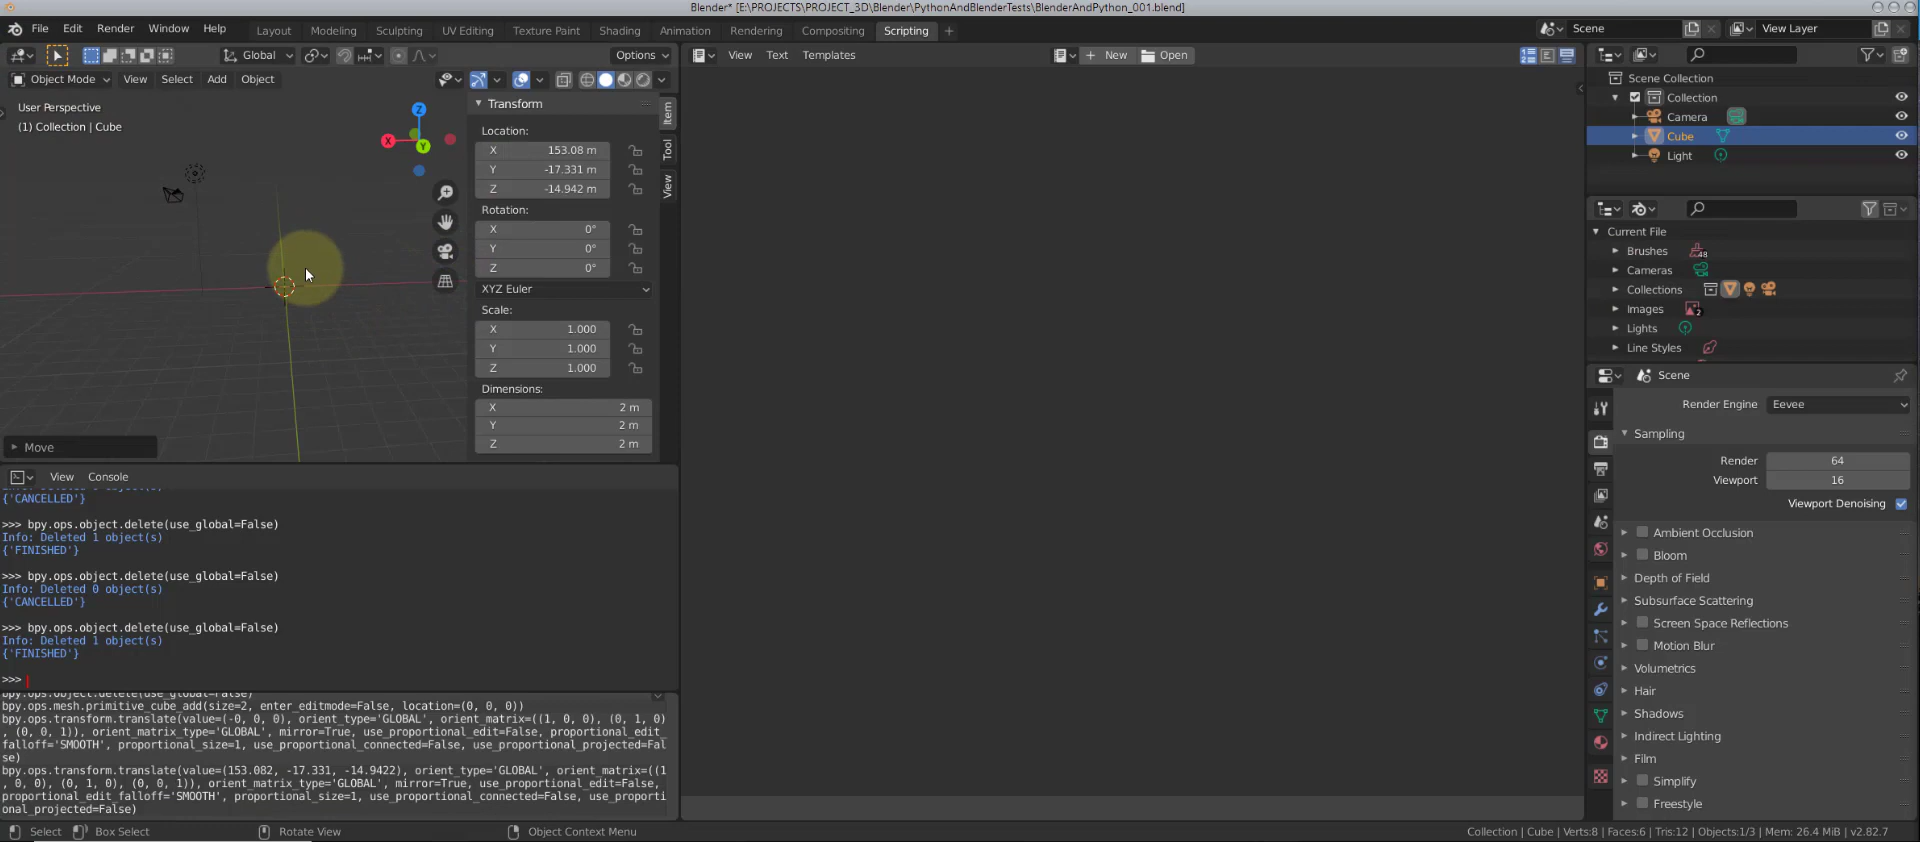 Blender* [E:\PROJECTS\PROJECT_3D\Blender\PythonAndBlenderTests\BlenderAndPython_001.blend]
File Edit Render Window Help
Layout Modeling Sculpting UV Editing Texture Paint Shading Animation Rendering Compositing Scripting +
Scene
View Layer
Global
Options
View Text Templates
+ New Open
Object Mode View Select Add Object
User Perspective
(1) Collection | Cube
Z
X
Y
Move
Transform
Location:
X 153.08 m
Y -17.331 m
Z -14.942 m
Rotation:
X 0°
Y 0°
Z 0°
XYZ Euler
Scale:
X 1.000
Y 1.000
Z 1.000
Dimensions:
X 2 m
Y 2 m
Z 2 m
Item
Tool
View
View Console
{'CANCELLED'}
>>> bpy.ops.object.delete(use_global=False)
Info: Deleted 1 object(s)
{'FINISHED'}
>>> bpy.ops.object.delete(use_global=False)
Info: Deleted 0 object(s)
{'CANCELLED'}
>>> bpy.ops.object.delete(use_global=False)
Info: Deleted 1 object(s)
{'FINISHED'}
>>>
bpy.ops.object.delete(use_global=False)
bpy.ops.mesh.primitive_cube_add(size=2, enter_editmode=False, location=(0, 0, 0))
bpy.ops.transform.translate(value=(-0, 0, 0), orient_type='GLOBAL', orient_matrix=((1, 0, 0), (0, 1, 0)
, (0, 0, 1)), orient_matrix_type='GLOBAL', mirror=True, use_proportional_edit=False, proportional_edit_
falloff='SMOOTH', proportional_size=1, use_proportional_connected=False, use_proportional_projected=Fal
se)
bpy.ops.transform.translate(value=(153.082, -17.331, -14.9422), orient_type='GLOBAL', orient_matrix=((1
, 0, 0), (0, 1, 0), (0, 0, 1)), orient_matrix_type='GLOBAL', mirror=True, use_proportional_edit=False,
proportional_edit_falloff='SMOOTH', proportional_size=1, use_proportional_connected=False, use_proporti
onal_projected=False)
Scene Collection
Collection
Camera
Cube
Light
Current File
Brushes 48
Cameras
Collections
Images 2
Lights
Line Styles
Scene
Render Engine Eevee
Sampling
Render 64
Viewport 16
Viewport Denoising
Ambient Occlusion
Bloom
Depth of Field
Subsurface Scattering
Screen Space Reflections
Motion Blur
Volumetrics
Hair
Shadows
Indirect Lighting
Film
Simplify
Freestyle
Select Box Select Rotate View Object Context Menu
Collection | Cube | Verts:8 | Faces:6 | Tris:12 | Objects:1/3 | Mem: 26.4 MiB | v2.82.7